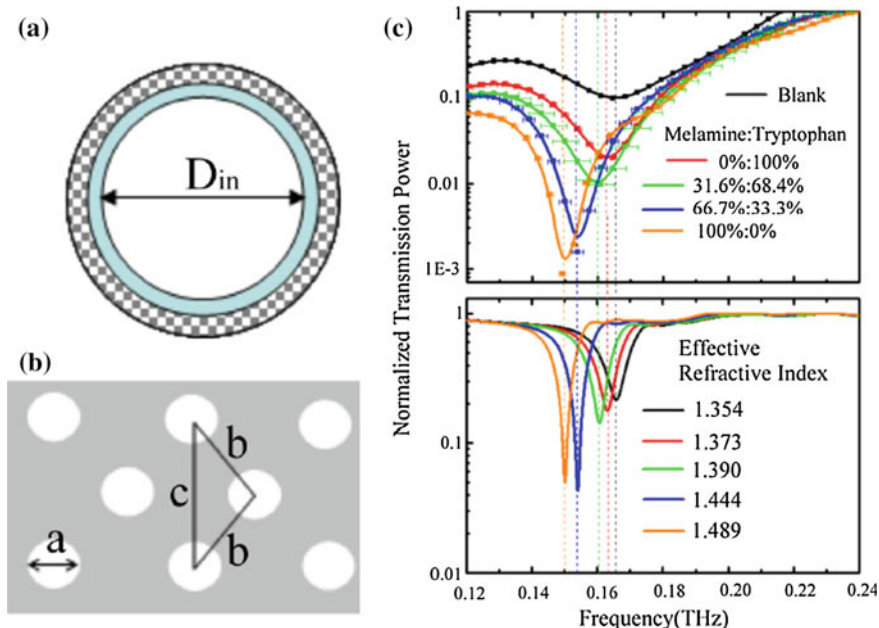 (a)
D in
(b)
b
c
b
a
(c)
Normalized Transmission Power
1
0.1
0.01
1E-3
Blank
Melamine:Tryptophan
0%:100%
31.6%:68.4%
66.7%:33.3%
100%:0%
1
0.1
0.01
Effective
Refractive Index
1.354
1.373
1.390
1.444
1.489
0.12 0.14 0.16 0.18 0.20 0.22 0.24
Frequency(THz)